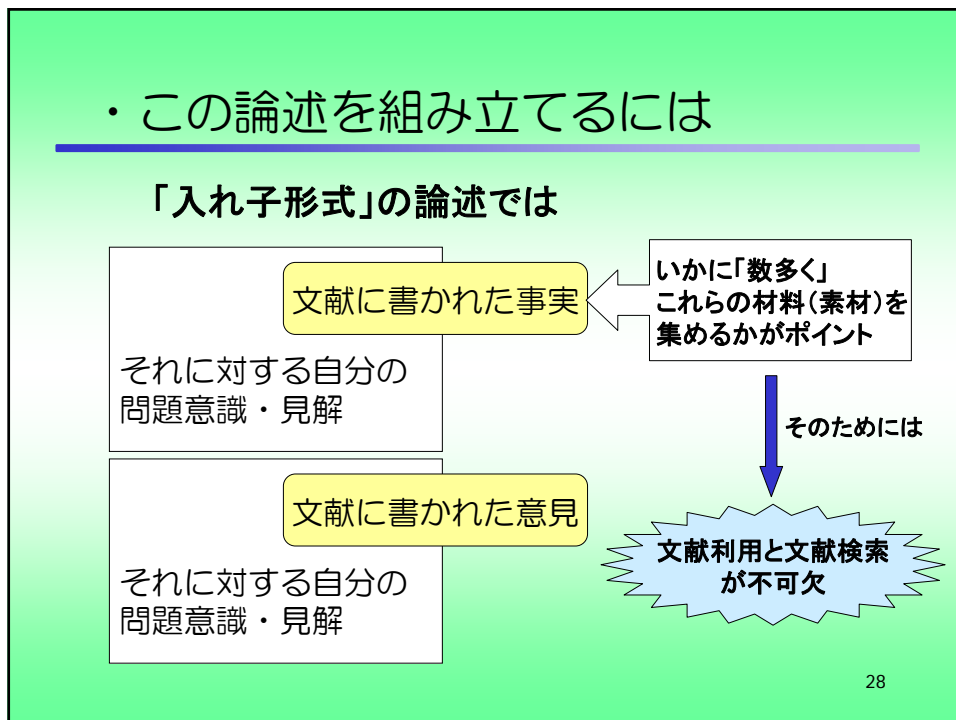 ・この論述を組み立てるには
「入れ子形式」の論述では
文献に書かれた事実
それに対する自分の
問題意識・見解
いかに「数多く」
これらの材料（素材）を
集めるかがポイント
そのためには
文献に書かれた意見
それに対する自分の
問題意識・見解
文献利用と文献検索
が不可欠
28